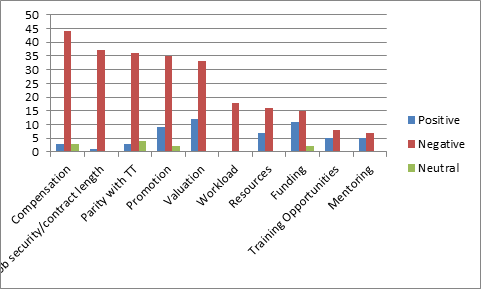 50
45
40
35
30
25
20
15
10
5
0
Compensation
ob security/contract length
Parity with TT
Promotion
Valuation
Workload
Resources
Funding
Training Opportunities
Mentoring
Positive
Negative
Neutral